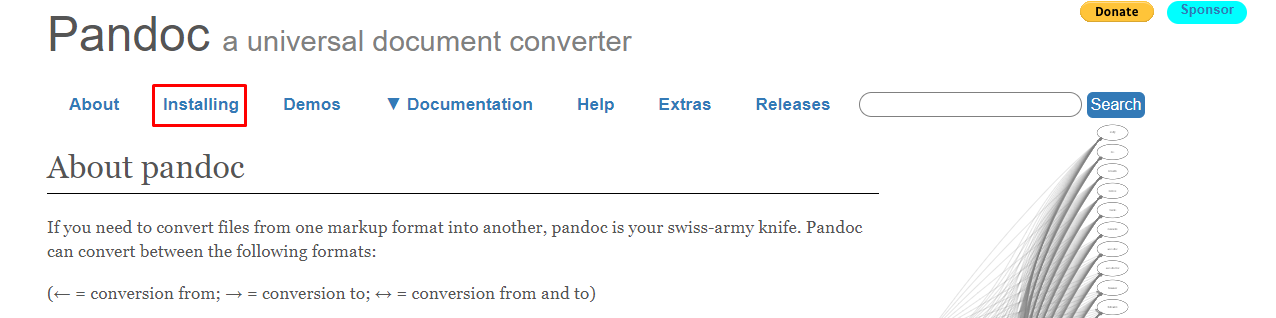 Donate
Sponsor
Pandoc a universal document converter
About Installing Demos ▼ Documentation Help Extras Releases Search
About pandoc
If you need to convert files from one markup format into another, pandoc is your swiss-army knife. Pandoc
can convert between the following formats:
(← = conversion from; → = conversion to; ↔ = conversion from and to)